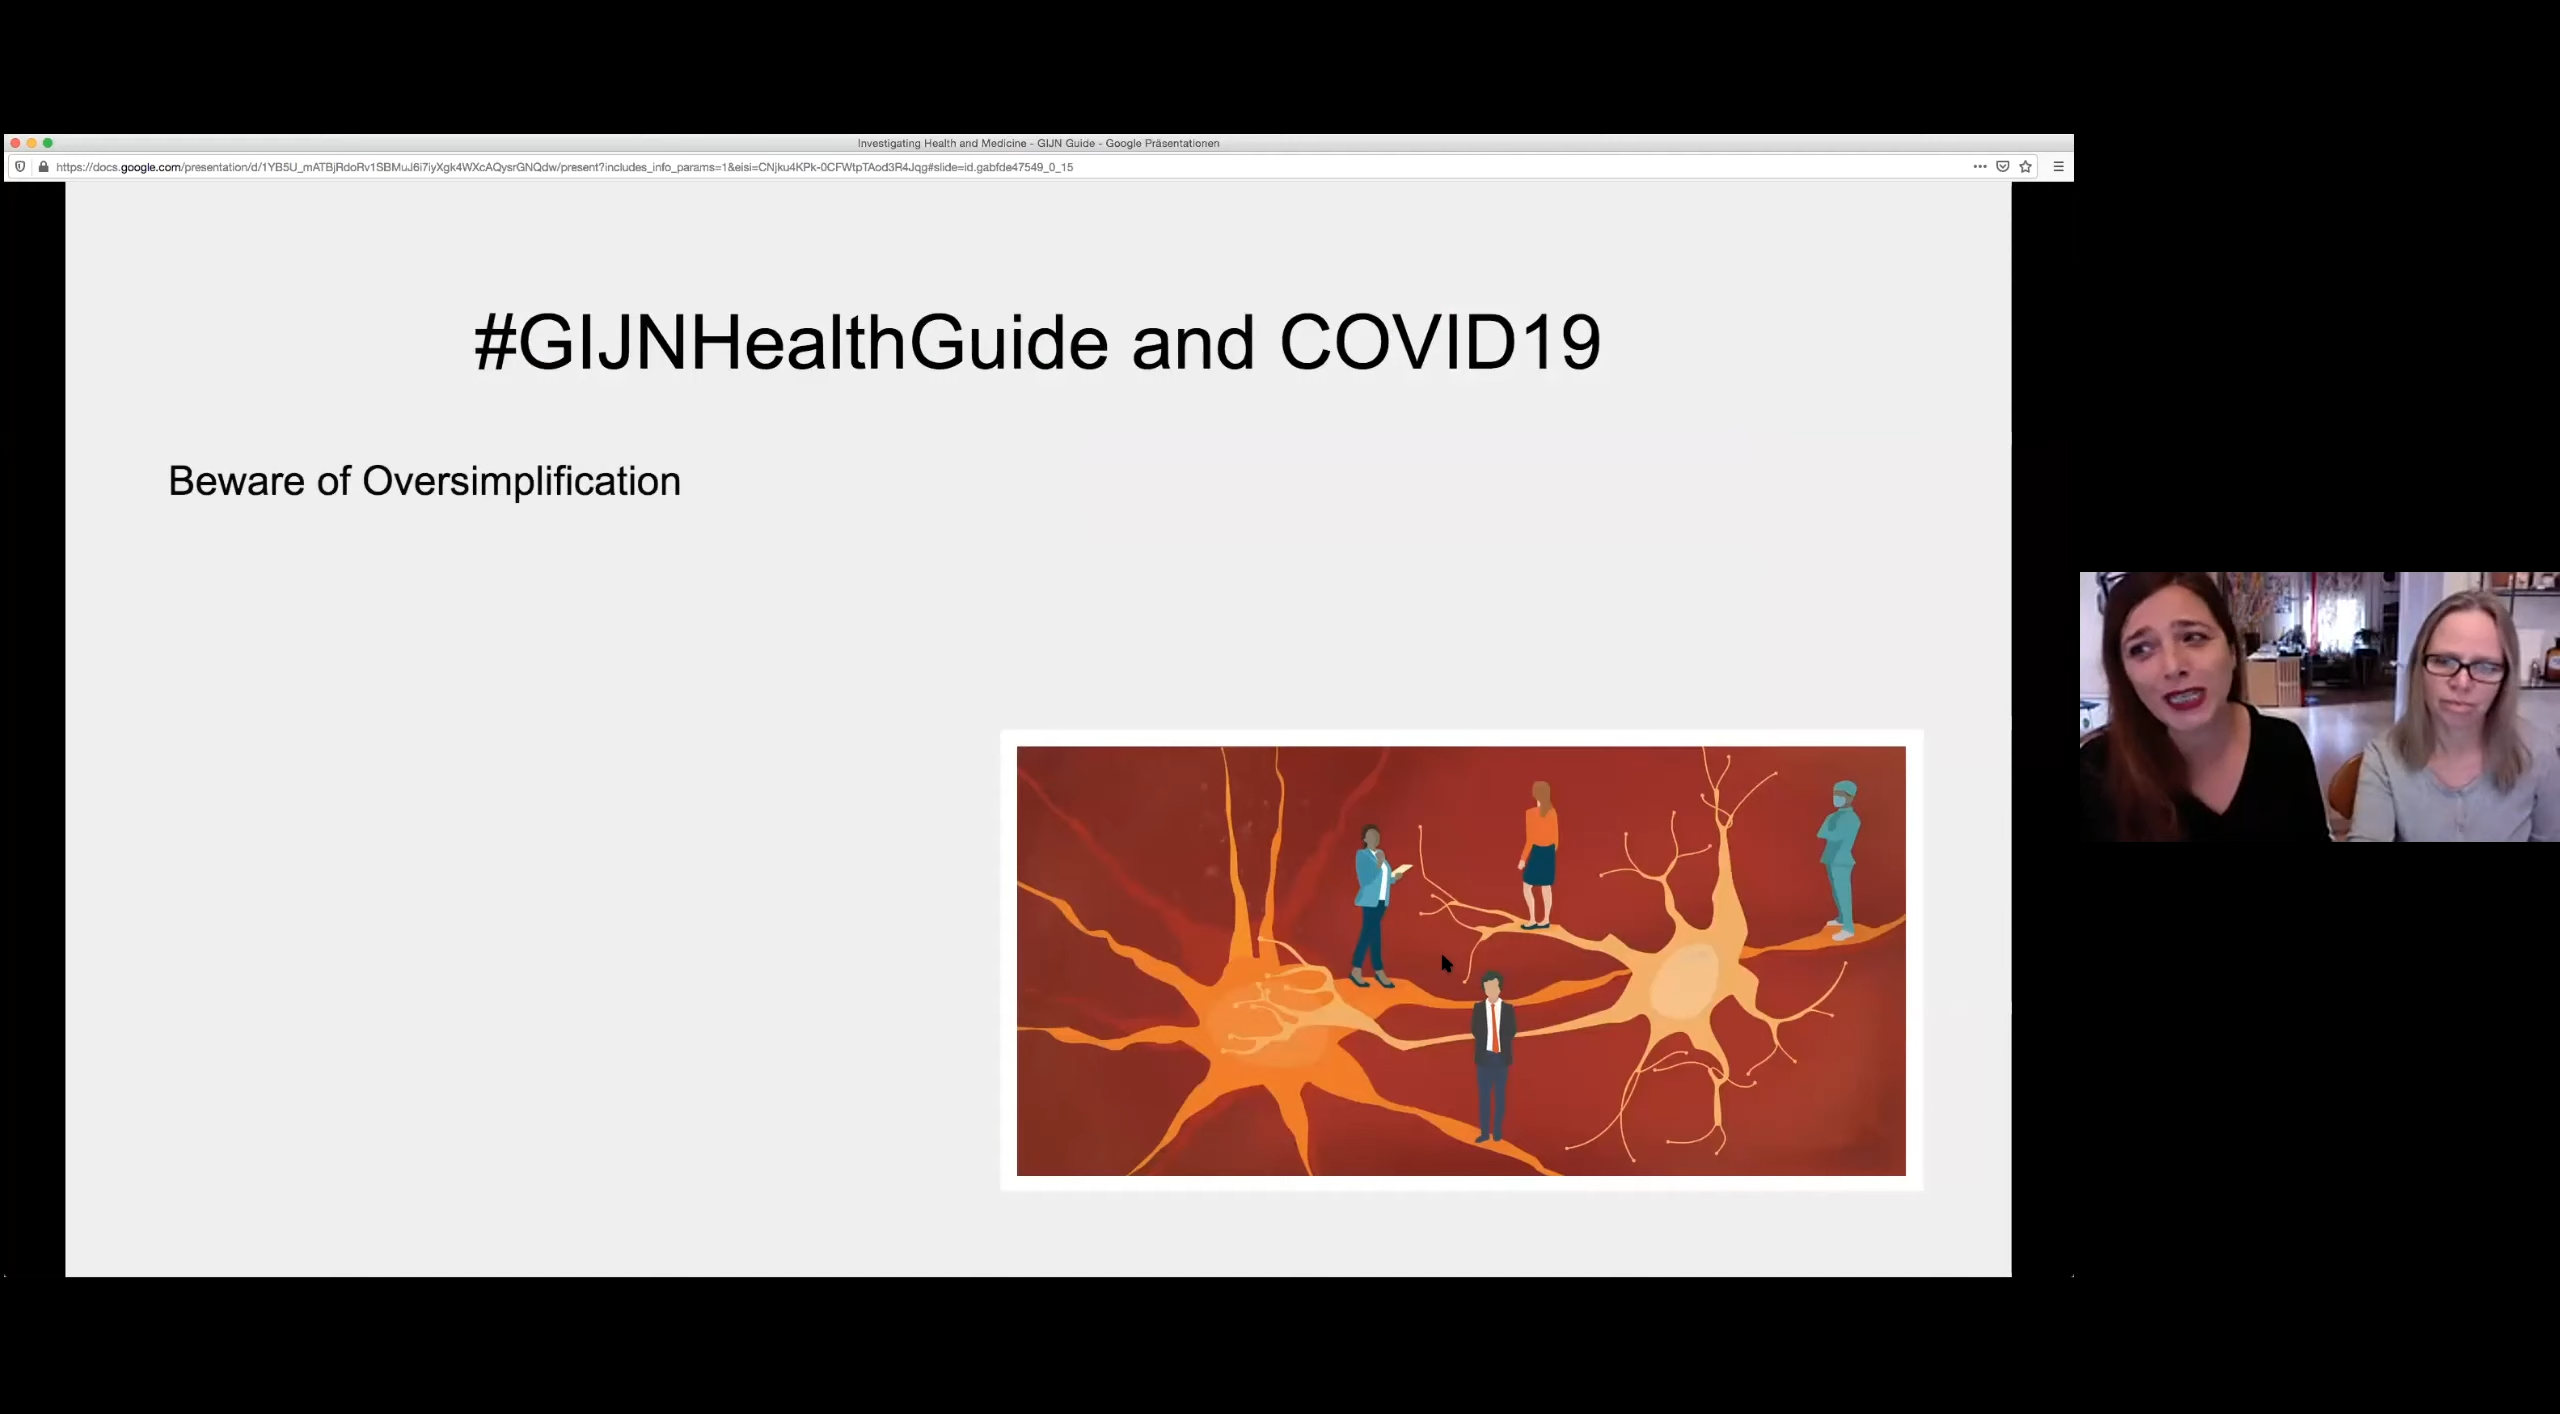 Investigating Health and Medicine - GIJN Guide - Google Präsentationen
https://docs.google.com/presentation/d/1YB5U_mATBjRdoRv1SBMuJ6i7iyXgk4WXcAQysrGNQdw/present?includes_info_params=1&eisi=CNjku4KPk-0CFWtpTAod3R4Jqg#slide=id.gabfde47549_0_15
#GIJNHealthGuide and COVID19
Beware of Oversimplification